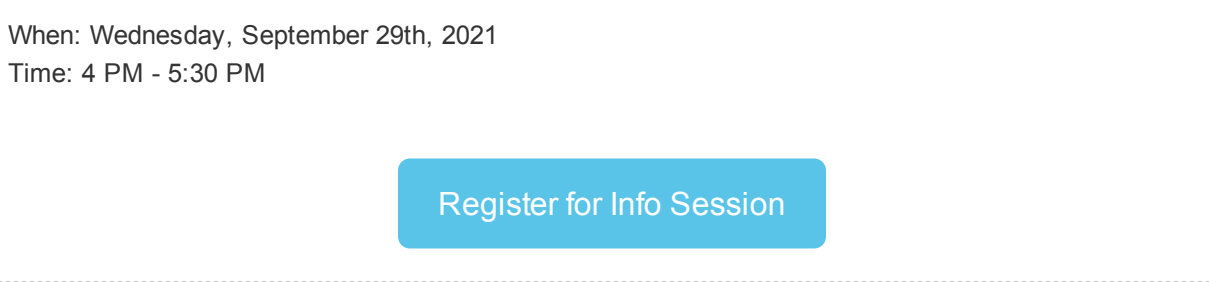 When: Wednesday, September 29th, 2021
Time: 4 PM - 5:30 PM
Register for Info Session